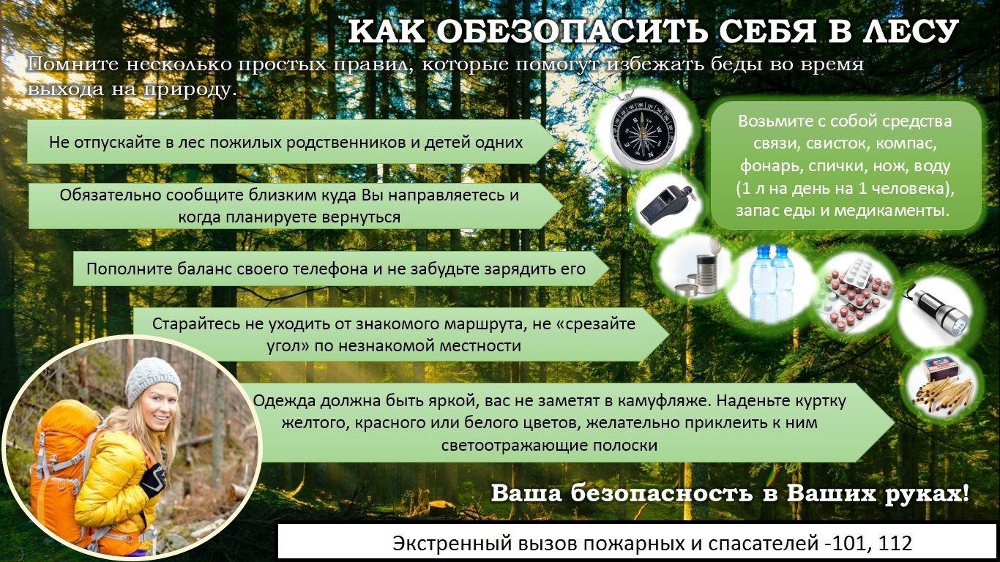 КАК ОБЕЗОПАСИТЬ СЕБЯ В ЛЕСУ
Помните несколько простых правил, которые помогут избежать беды во время
выхода на природу.
Не отпускайте в лес пожилых родственников и детей одних
Обязательно сообщите близким куда Вы направляетесь и
когда планируете вернуться
Пополните баланс своего телефона и не забудьте зарядить его
Старайтесь не уходить от знакомого маршрута, не «срезайте
угол» по незнакомой местности
Одежда должна быть яркой, вас не заметят в камуфляже. Наденьте куртку
желтого, красного или белого цветов, желательно приклеить к ним
светоотражающие полоски
Возьмите с собой средства
связи, свисток, компас,
фонарь, спички, нож, воду
(1 л на день на 1 человека),
запас еды и медикаменты.
Ваша безопасность в Ваших руках!
Экстренный вызов пожарных и спасателей -101, 112